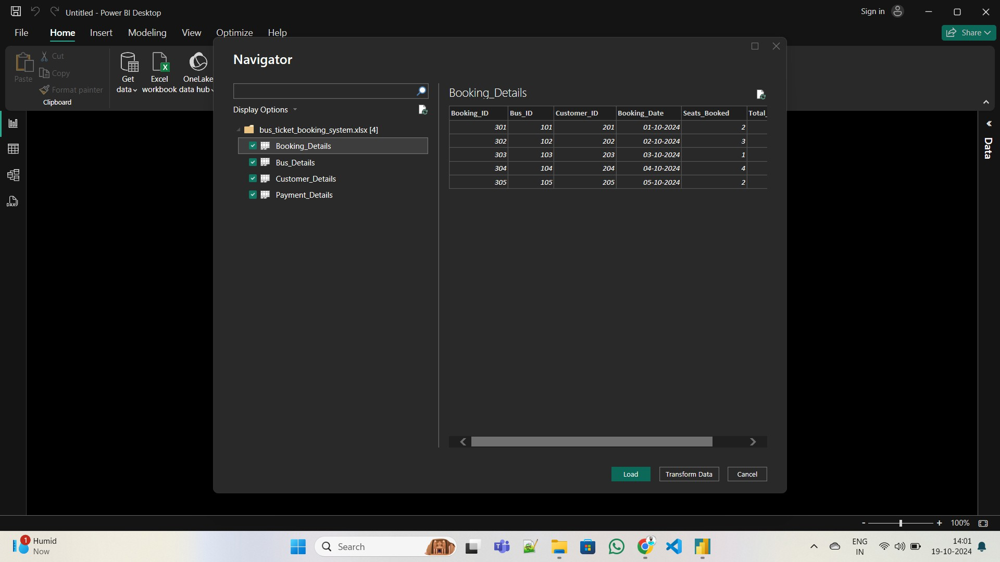 Untitled - Power BI Desktop
Sign in
File Home Insert Modeling View Optimize Help
Share
Paste
Cut
Copy
Format painter
Clipboard
Get data
Excel workbook
OneLake data hub
Navigator
Display Options
bus_ticket_booking_system.xlsx [4]
Booking_Details
Bus_Details
Customer_Details
Payment_Details
Booking_Details
Booking_ID Bus_ID Customer_ID Booking_Date Seats_Booked Total_
301 101 201 01-10-2024 2
302 102 202 02-10-2024 3
303 103 203 03-10-2024 1
304 104 204 04-10-2024 4
305 105 205 05-10-2024 2
Load Transform Data Cancel
Data
DAX
- + 100%
1
Humid
Now
Search
ENG
IN
14:01
19-10-2024